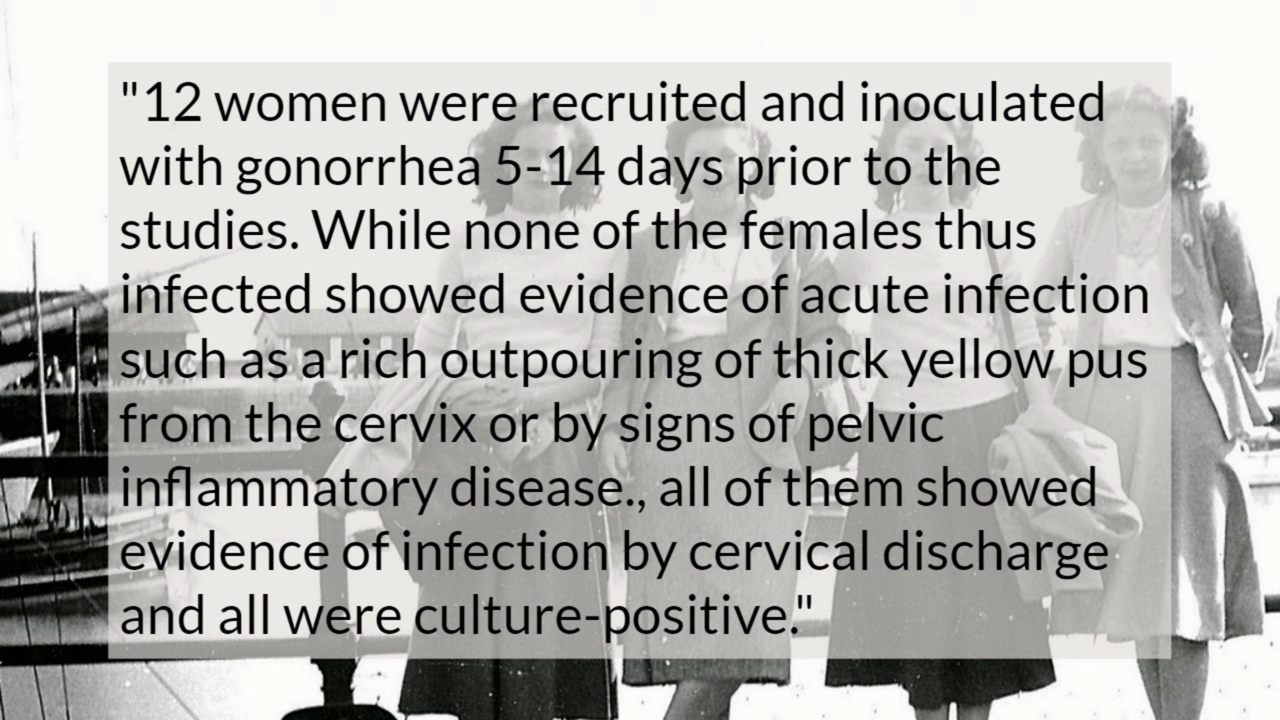 "12 women were recruited and inoculated
with gonorrhea 5-14 days prior to the
studies. While none of the females thus
infected showed evidence of acute infection
such as a rich outpouring of thick yellow pus
from the cervix or by signs of pelvic
inflammatory disease., all of them showed
evidence of infection by cervical discharge
and all were culture-positive."